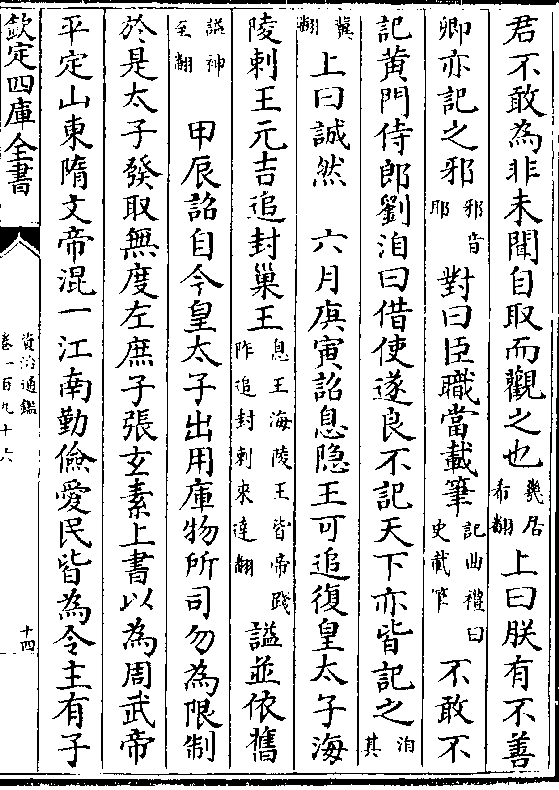 君不敢為非未聞自取而觀之也幾居希翻上曰朕有不善
卿亦記之邪邪音耶對曰臣職當載筆記曲禮曰史載筆不敢不
記黄門侍郎劉洎曰借使遂良不記天下亦皆記之洎其
冀翻上曰誠然 六月庚寅詔息隱王可追復皇太子海
陵剌王元吉追封巢王息王海陵王皆帝踐阼追封剌來達翻謚並依舊
謚神至翻 甲辰詔自今皇太子出用庫物所司勿為限制
於是太子發取無度左庶子張玄素上書以為周武帝
平定山東隋文帝混一江南勤儉愛民皆為令主有子
欽定四庫全書
資治通鑑
卷一百九十六
十四